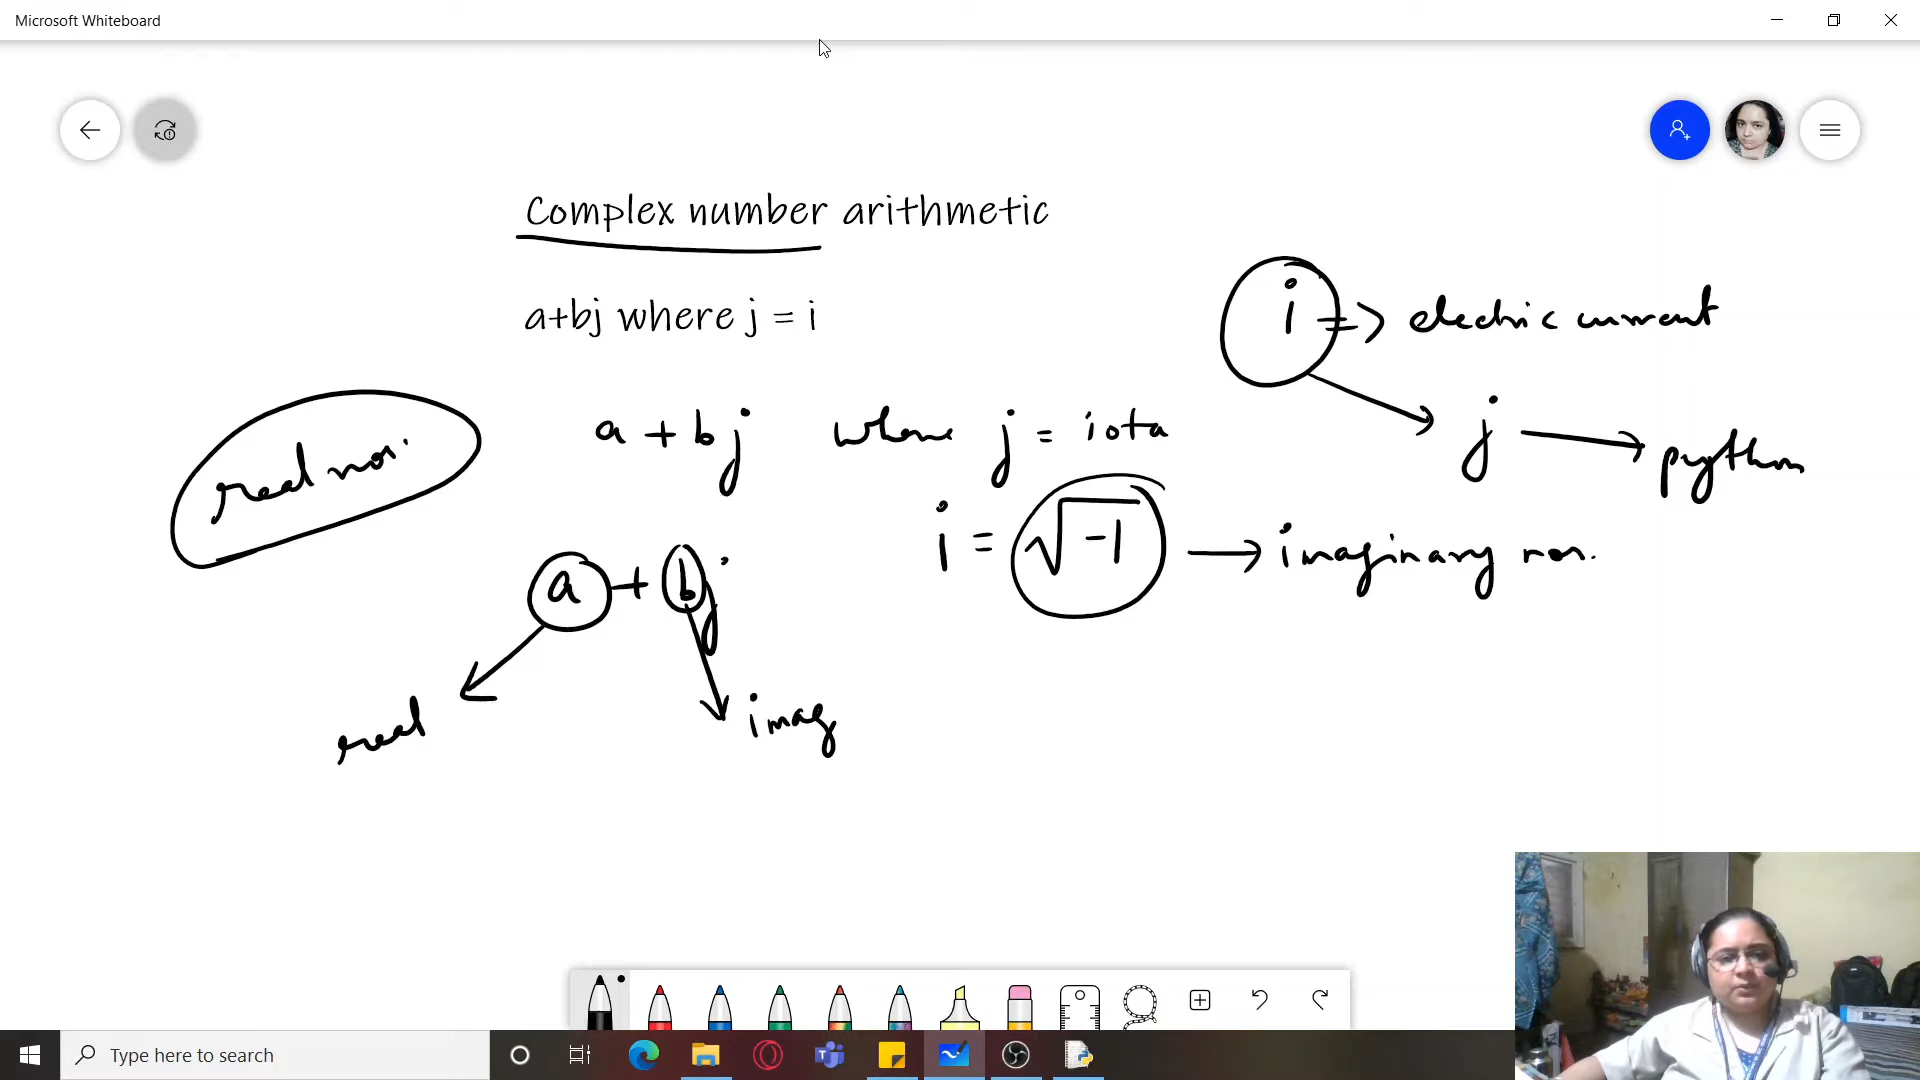 Microsoft Whiteboard
Complex number arithmetic
a+bj where j = i
i => electric current
real nos.
a + bj where j = iota
j → python
i = √-1 → imaginary nos.
a + bj
real
imag
Type here to search